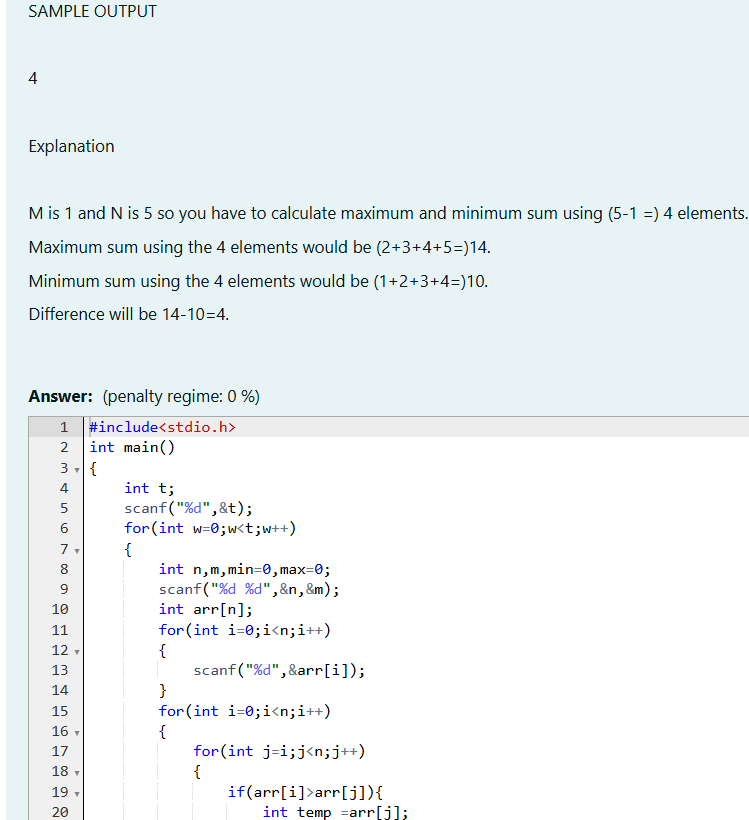 SAMPLE OUTPUT
4
Explanation
M is 1 and N is 5 so you have to calculate maximum and minimum sum using (5-1 =) 4 elements.
Maximum sum using the 4 elements would be (2+3+4+5=)14.
Minimum sum using the 4 elements would be (1+2+3+4=)10.
Difference will be 14-10=4.
Answer: (penalty regime: 0 %)
1 #include<stdio.h>
2 int main()
3 {
4 int t;
5 scanf("%d",&t);
6 for(int w=0;w<t;w++)
7 {
8 int n,m,min=0,max=0;
9 scanf("%d %d",&n,&m);
10 int arr[n];
11 for(int i=0;i<n;i++)
12 {
13 scanf("%d",&arr[i]);
14 }
15 for(int i=0;i<n;i++)
16 {
17 for(int j=i;j<n;j++)
18 {
19 if(arr[i]>arr[j]){
20 int temp =arr[j];